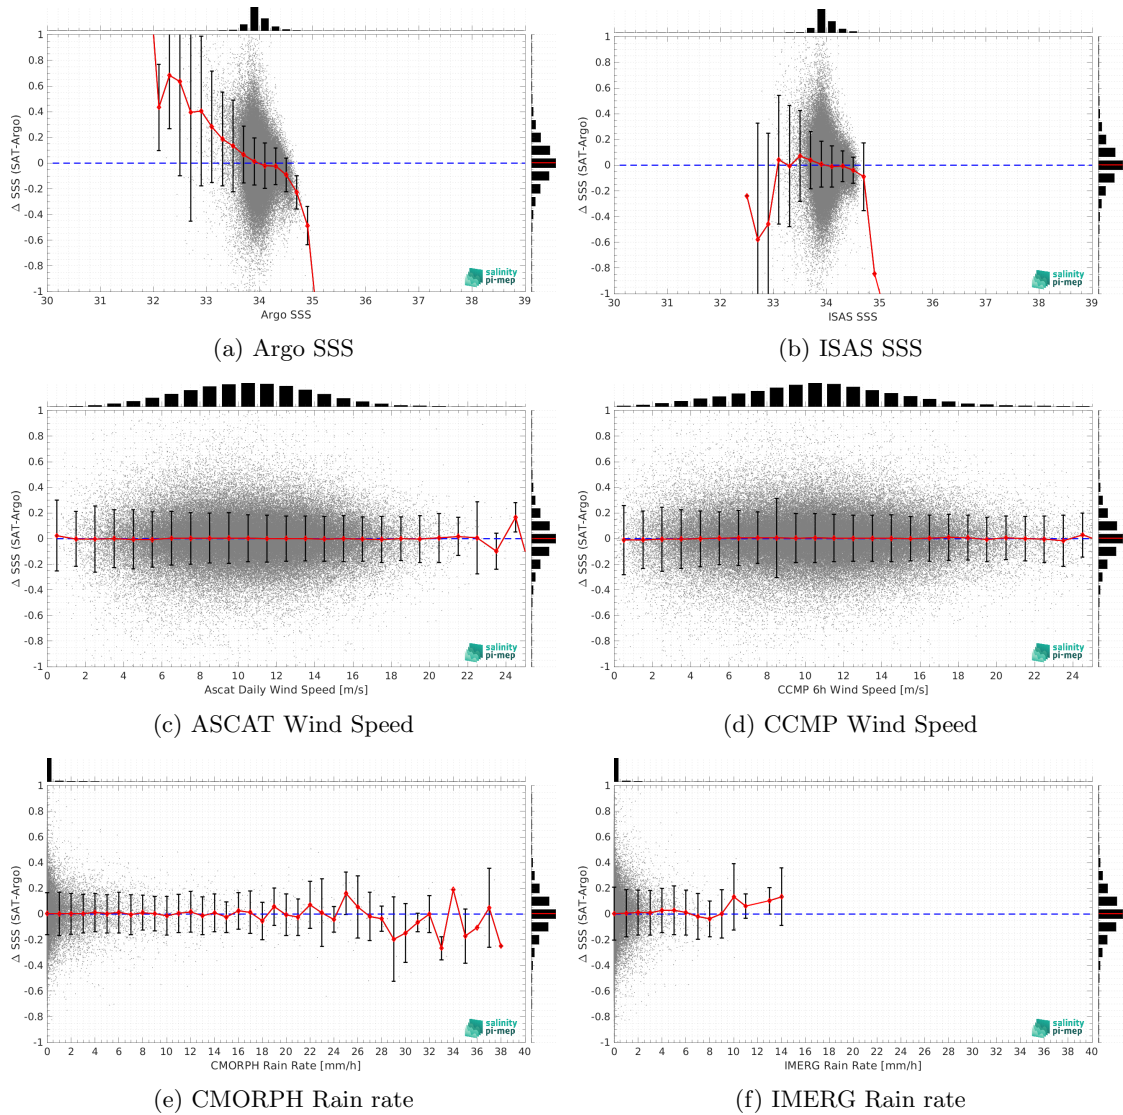 1
0.8
0.6
0.4
0.2
0
-0.2
-0.4
-0.6
-0.8
-1
Δ SSS (SAT-Argo)
salinity
pi-mep
30 31 32 33 34 35 36 37 38 39
Argo SSS
(a) Argo SSS
1
0.8
0.6
0.4
0.2
0
-0.2
-0.4
-0.6
-0.8
-1
Δ SSS (SAT-Argo)
salinity
pi-mep
30 31 32 33 34 35 36 37 38 39
ISAS SSS
(b) ISAS SSS
1
0.8
0.6
0.4
0.2
0
-0.2
-0.4
-0.6
-0.8
-1
Δ SSS (SAT-Argo)
salinity
pi-mep
0 2 4 6 8 10 12 14 16 18 20 22 24
Ascat Daily Wind Speed [m/s]
(c) ASCAT Wind Speed
1
0.8
0.6
0.4
0.2
0
-0.2
-0.4
-0.6
-0.8
-1
Δ SSS (SAT-Argo)
salinity
pi-mep
0 2 4 6 8 10 12 14 16 18 20 22 24
CCMP 6h Wind Speed [m/s]
(d) CCMP Wind Speed
1
0.8
0.6
0.4
0.2
0
-0.2
-0.4
-0.6
-0.8
-1
Δ SSS (SAT-Argo)
salinity
pi-mep
0 2 4 6 8 10 12 14 16 18 20 22 24 26 28 30 32 34 36 38 40
CMORPH Rain Rate [mm/h]
(e) CMORPH Rain rate
1
0.8
0.6
0.4
0.2
0
-0.2
-0.4
-0.6
-0.8
-1
Δ SSS (SAT-Argo)
salinity
pi-mep
0 2 4 6 8 10 12 14 16 18 20 22 24 26 28 30 32 34 36 38 40
IMERG Rain Rate [mm/h]
(f) IMERG Rain rate